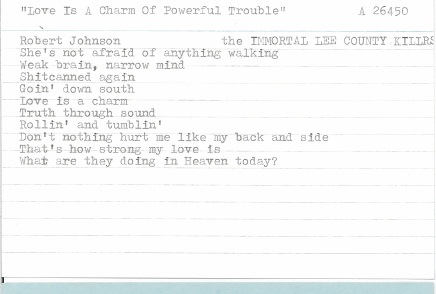 "Love Is A Charm Of Powerful Trouble" A 26450
Robert Johnson the IMMORTAL LEE COUNTY KILLRS
She's not afraid of anything walking
Weak brain, narrow mind
Shitcanned again
Goin' down south
Love is a charm
Truth through sound
Rollin' and tumblin'
Don't nothing hurt me like my back and side
That's how strong my love is
What are they doing in Heaven today?